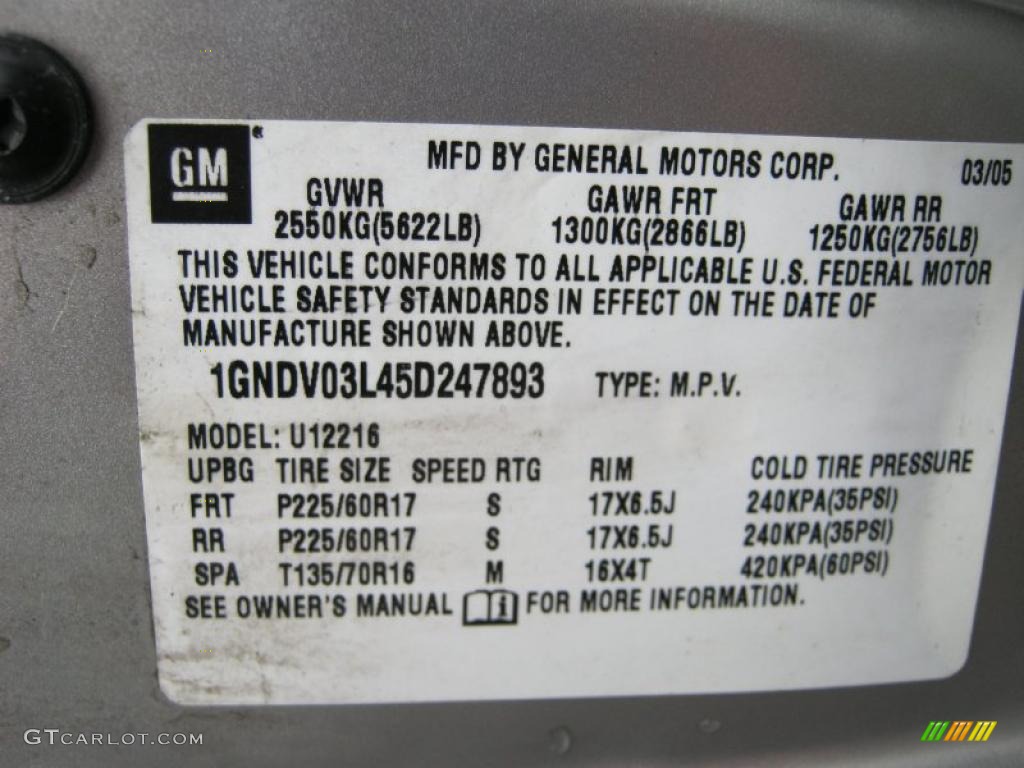 GM
MFD BY GENERAL MOTORS CORP. 03/05
GVWR GAWR FRT GAWR RR
2550KG(5622LB) 1300KG(2866LB) 1250KG(2756LB)
THIS VEHICLE CONFORMS TO ALL APPLICABLE U.S. FEDERAL MOTOR
VEHICLE SAFETY STANDARDS IN EFFECT ON THE DATE OF
MANUFACTURE SHOWN ABOVE.
1GNDV03L45D247893 TYPE: M.P.V.
MODEL: U12216
UPBG TIRE SIZE SPEED RTG RIM COLD TIRE PRESSURE
FRT P225/60R17 S 17X6.5J 240KPA(35PSI)
RR P225/60R17 S 17X6.5J 240KPA(35PSI)
SPA T135/70R16 M 16X4T 420KPA(60PSI)
SEE OWNER'S MANUAL i FOR MORE INFORMATION.
GTCARLOT.COM